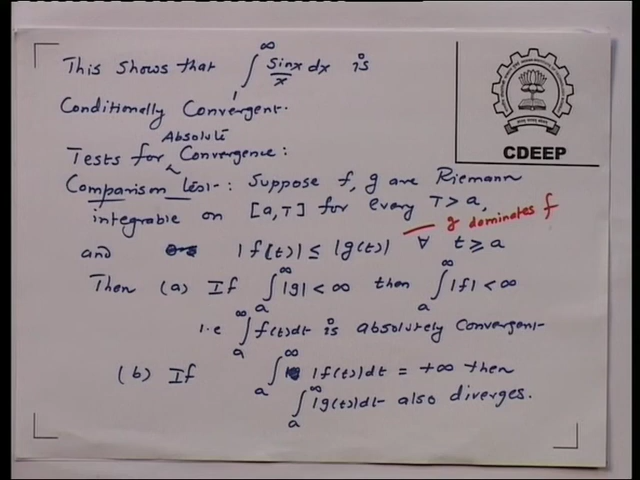 This shows that ∫₁^∞ sinx/x dx is
Conditionally Convergent.
Absolute
Tests for Convergence:
Comparison test-: Suppose f, g are Riemann
integrable on [a,T] for every T>a,
g dominates f
and |f(t)| ≤ |g(t)| ∀ t ≥ a
Then (a) If ∫ₐ^∞ |g| < ∞ then ∫ₐ^∞ |f| < ∞
i.e ∫ₐ^∞ f(t)dt is absolutely Convergent-
(b) If ∫ₐ^∞ |f(t)|dt = +∞ then
∫ₐ^∞ |g(t)|dt also diverges.
CDEEP